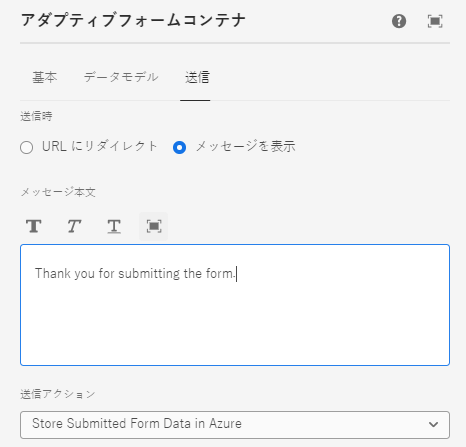 アダプティブフォームコンテナ
基本 データモデル 送信
送信時
URL にリダイレクト メッセージを表示
メッセージ本文
T T T
Thank you for submitting the form.
送信アクション
Store Submitted Form Data in Azure